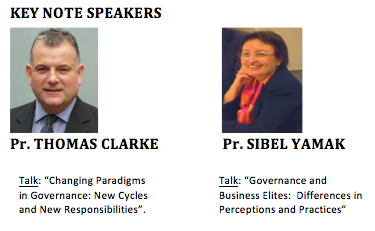 KEY NOTE SPEAKERS
Pr. THOMAS CLARKE
Talk: “Changing Paradigms
in Governance: New Cycles
and New Responsibilities”.
Pr. SIBEL YAMAK
Talk: “Governance and
Business Elites:  Differences in
Perceptions and Practices“